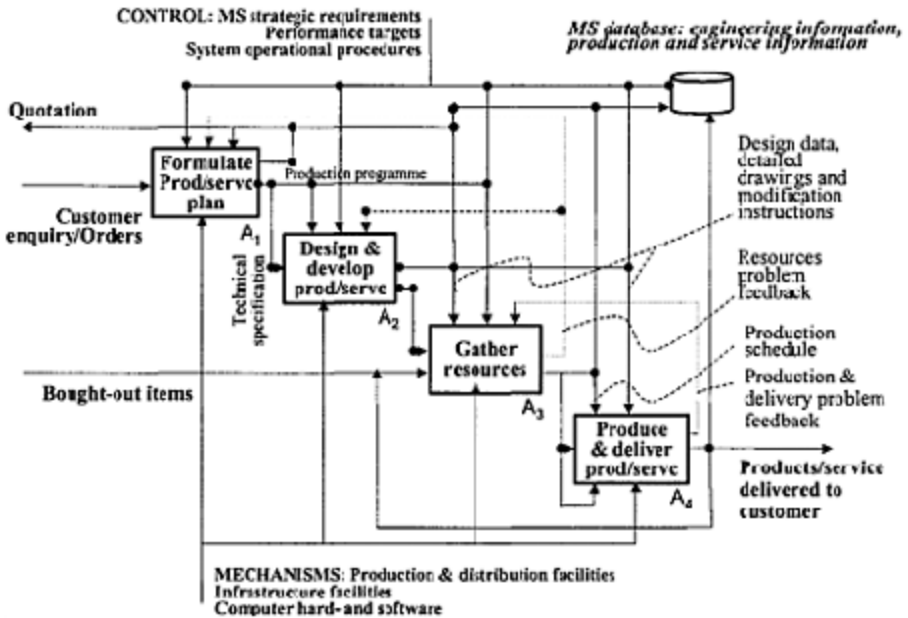 CONTROL: MS strategic requirements
Performance targets
System operational procedures
MS database: engineering information,
production and service information
Quotation
Formulate
Prod/servc
plan
Production programme
Customer
enquiry/Orders
A1
Technical
specification
Design &
develop
prod/servc
A2
Design data,
detailed
drawings and
modification
instructions
Resources
problem
feedback
Gather
resources
A3
Production
schedule
Bought-out items
Production &
delivery problem
feedback
Produce
& deliver
prod/servc
A4
Products/service
delivered to
customer
MECHANISMS: Production & distribution facilities
Infrastructure facilities
Computer hard- and software